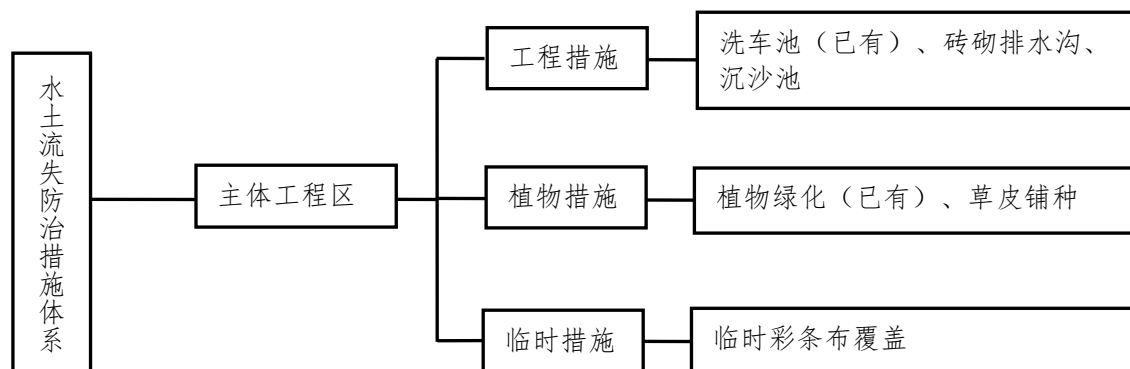 水土流失防治措施体系
主体工程区
工程措施
洗车池（已有）、砖砌排水沟、
沉沙池
植物措施
植物绿化（已有）、草皮铺种
临时措施
临时彩条布覆盖